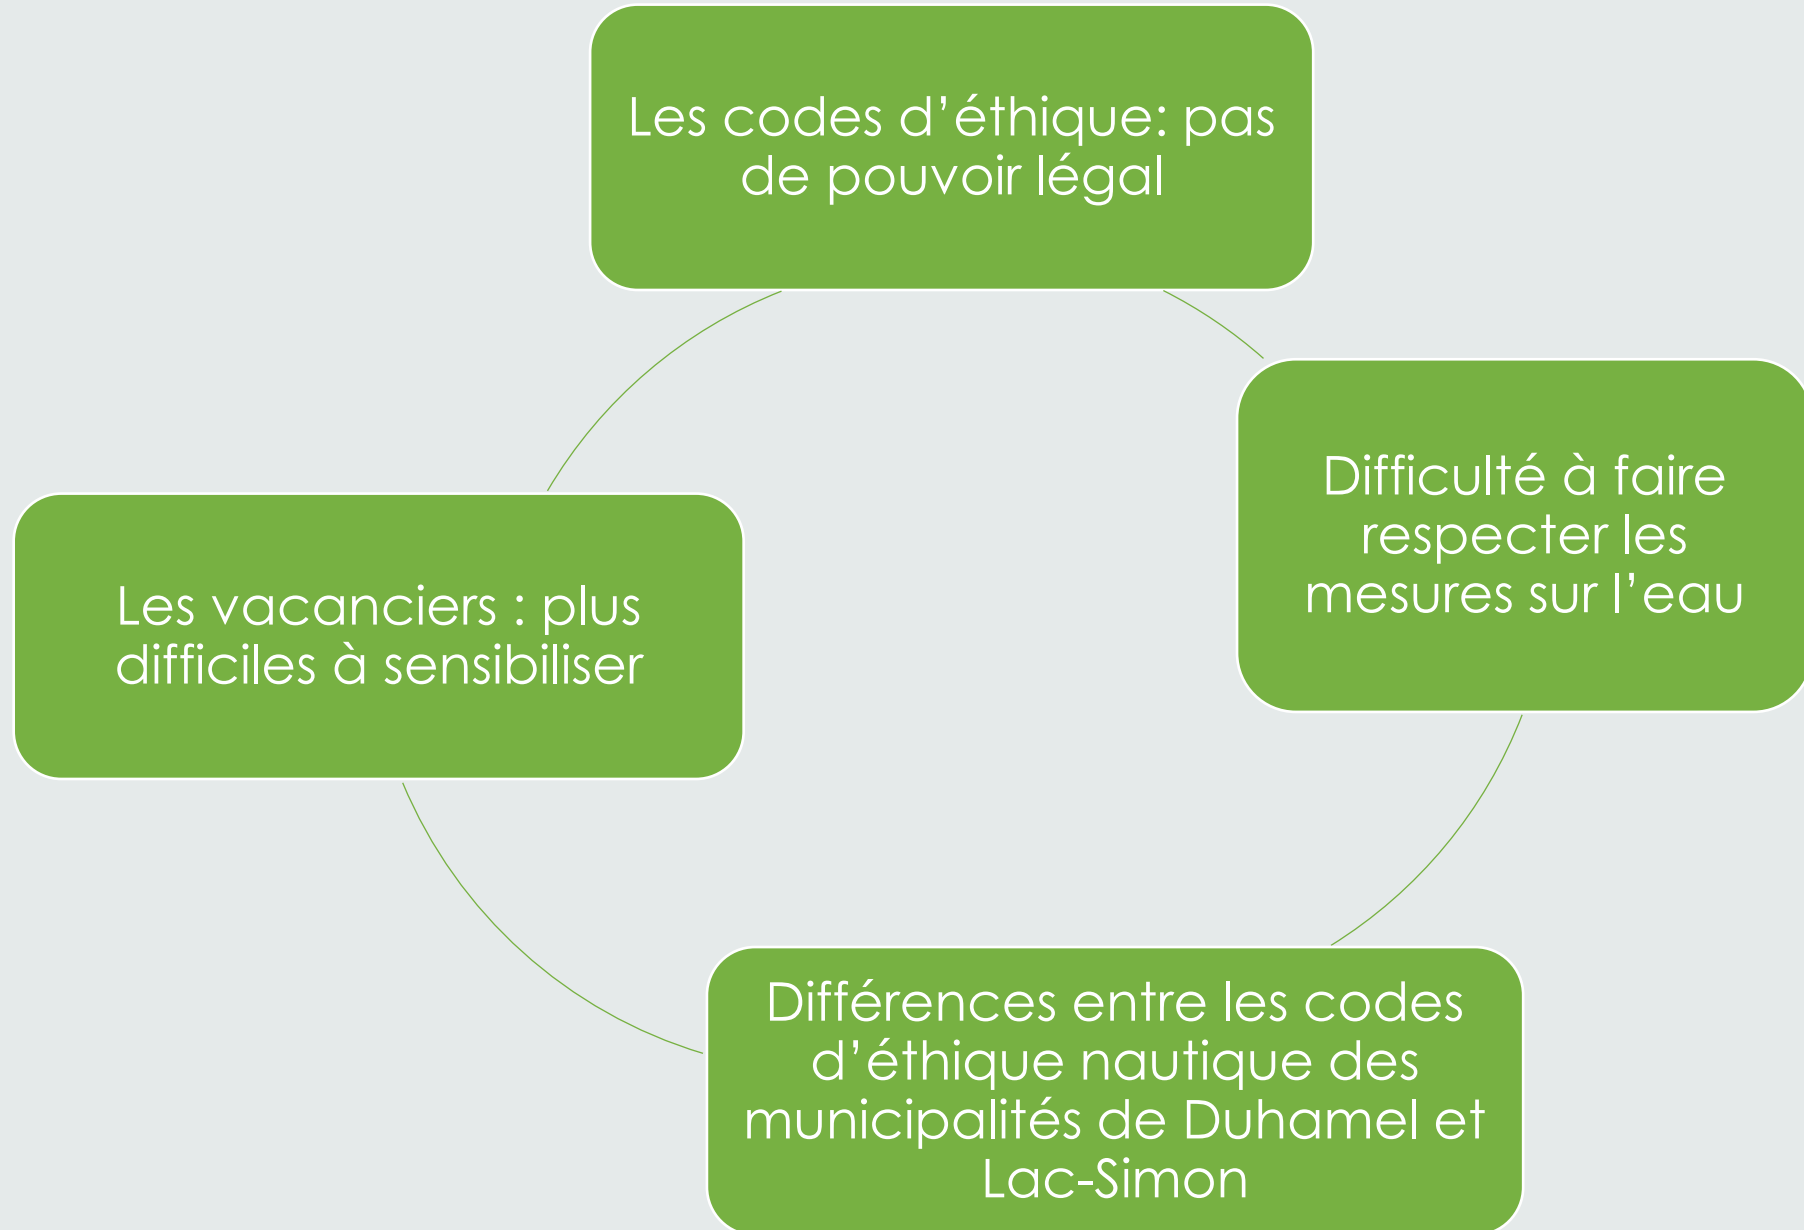 Les codes d’éthique: pas
de pouvoir légal
Difficulté à faire
respecter les
mesures sur l’eau
Différences entre les codes
d’éthique nautique des
municipalités de Duhamel et
Lac-Simon
Les vacanciers : plus
difficiles à sensibiliser